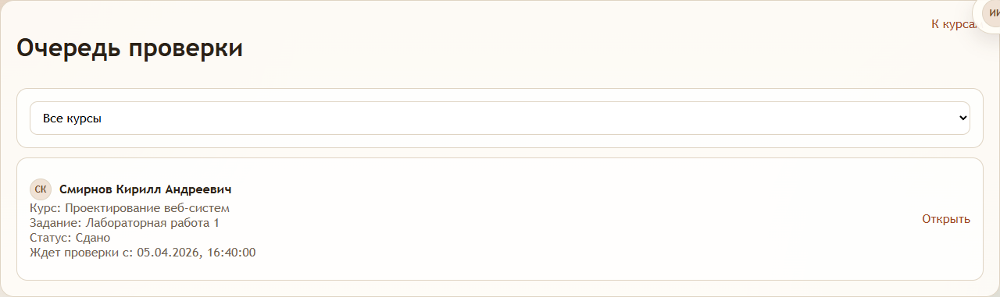 ИИ
К курсам
Очередь проверки
Все курсы
СК
Смирнов Кирилл Андреевич
Курс: Проектирование веб-систем
Задание: Лабораторная работа 1
Статус: Сдано
Ждет проверки с: 05.04.2026, 16:40:00
Открыть